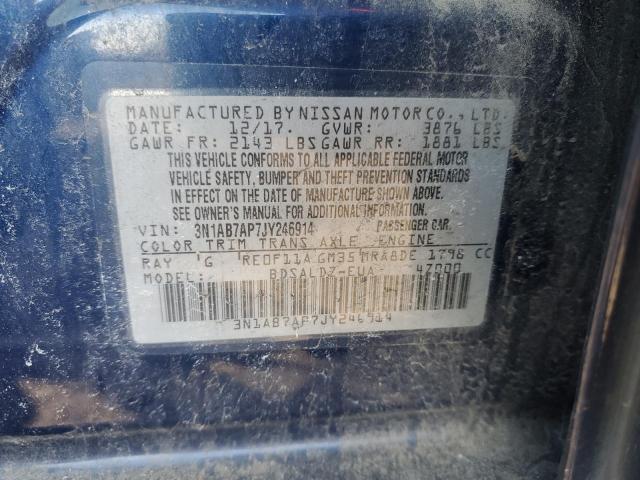 MANUFACTURED BY NISSAN MOTOR CO., LTD.
DATE: 12/17. GVWR: 3876 LBS
GAWR FR: 2143 LBS GAWR RR: 1881 LBS.
THIS VEHICLE CONFORMS TO ALL APPLICABLE FEDERAL MOTOR
VEHICLE SAFETY, BUMPER AND THEFT PREVENTION STANDARDS
IN EFFECT ON THE DATE OF MANUFACTURE SHOWN ABOVE.
SEE OWNER'S MANUAL FOR ADDITIONAL INFORMATION.
VIN: 3N1AB7AP7JY246914 PASSENGER CAR.
COLOR TRIM TRANS AXLE ENGINE
RAY 'G RE0F11A GM35 MRA8DE 1798 CC
MODEL: BDSALDZ-EUA 47000
3N1AB7AP7JY246914